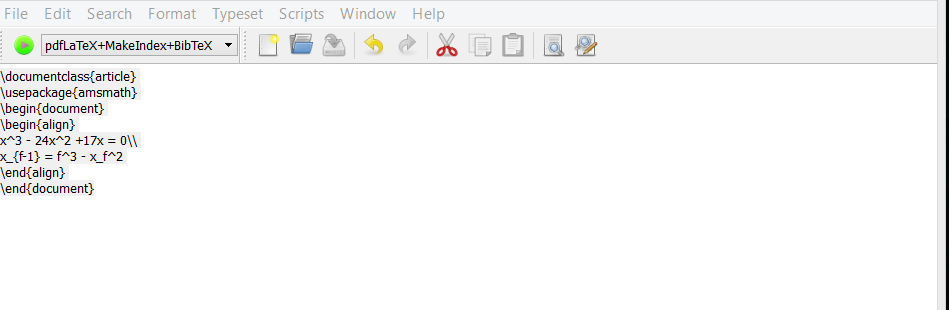 File Edit Search Format Typeset Scripts Window Help
pdfLaTeX+MakeIndex+BibTeX
\documentclass{article}
\usepackage{amsmath}
\begin{document}
\begin{align}
x^3 - 24x^2 +17x = 0\\
x_{f-1} = f^3 - x_f^2
\end{align}
\end{document}